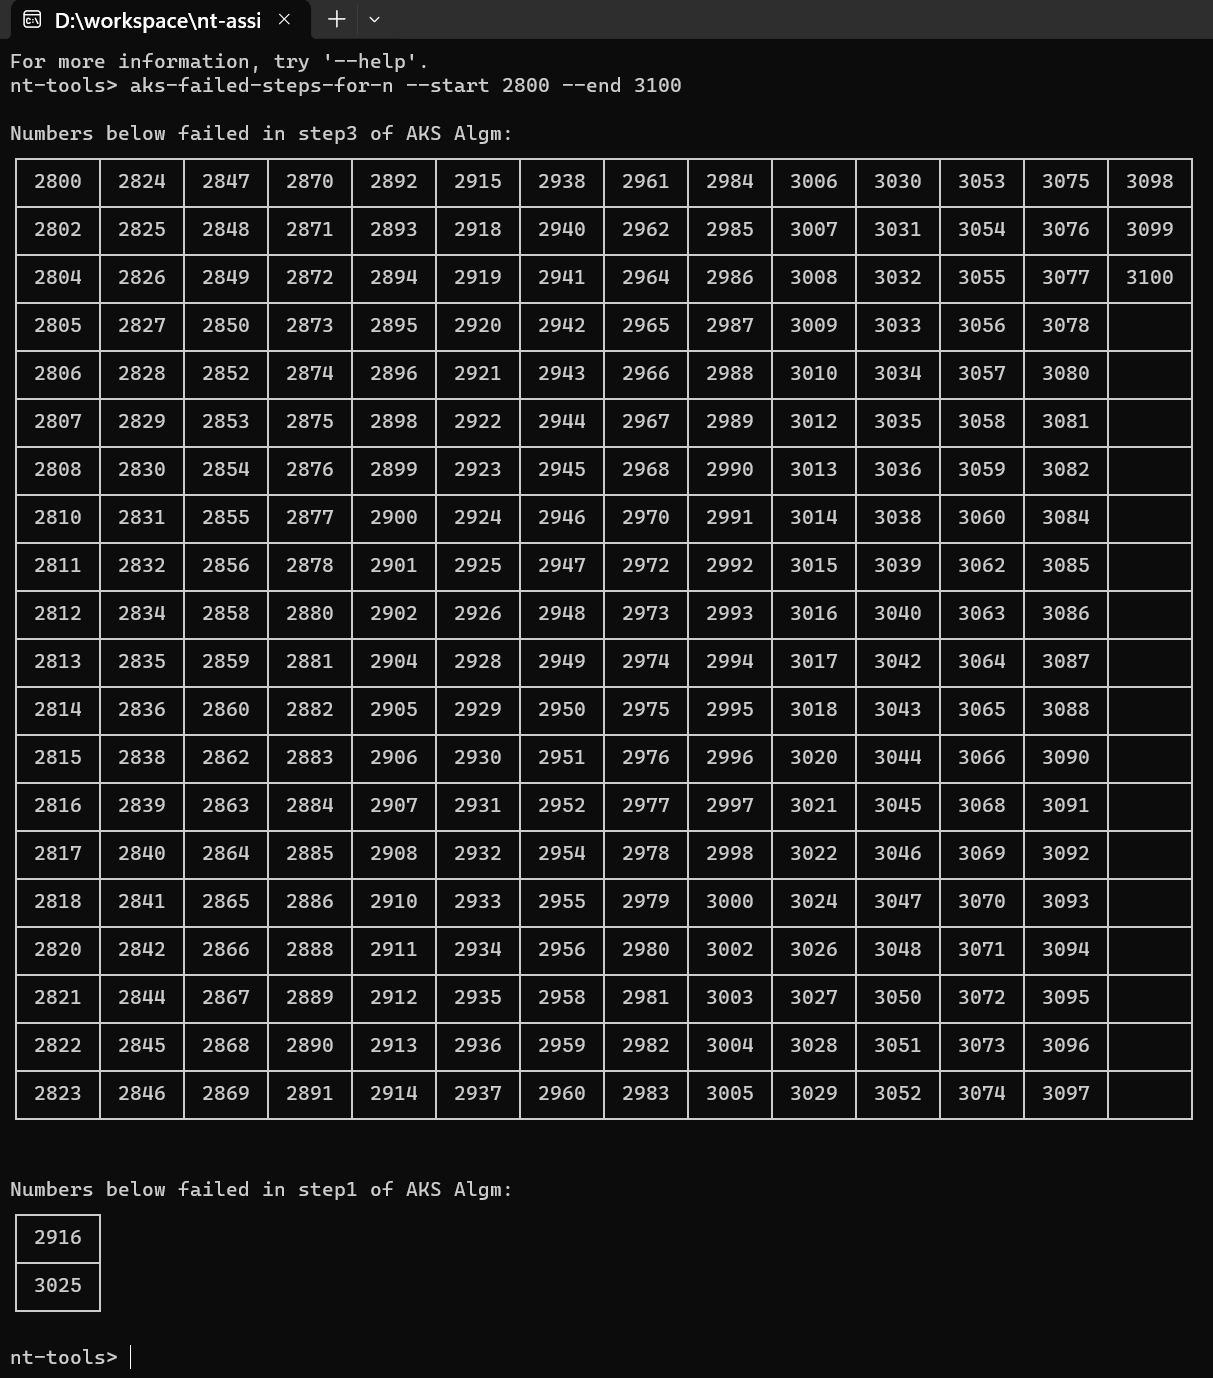 D:\workspace\nt-assi
For more information, try '--help'.
nt-tools> aks-failed-steps-for-n --start 2800 --end 3100
Numbers below failed in step3 of AKS Algm:
2800 2824 2847 2870 2892 2915 2938 2961 2984 3006 3030 3053 3075 3098
2802 2825 2848 2871 2893 2918 2940 2962 2985 3007 3031 3054 3076 3099
2804 2826 2849 2872 2894 2919 2941 2964 2986 3008 3032 3055 3077 3100
2805 2827 2850 2873 2895 2920 2942 2965 2987 3009 3033 3056 3078
2806 2828 2852 2874 2896 2921 2943 2966 2988 3010 3034 3057 3080
2807 2829 2853 2875 2898 2922 2944 2967 2989 3012 3035 3058 3081
2808 2830 2854 2876 2899 2923 2945 2968 2990 3013 3036 3059 3082
2810 2831 2855 2877 2900 2924 2946 2970 2991 3014 3038 3060 3084
2811 2832 2856 2878 2901 2925 2947 2972 2992 3015 3039 3062 3085
2812 2834 2858 2880 2902 2926 2948 2973 2993 3016 3040 3063 3086
2813 2835 2859 2881 2904 2928 2949 2974 2994 3017 3042 3064 3087
2814 2836 2860 2882 2905 2929 2950 2975 2995 3018 3043 3065 3088
2815 2838 2862 2883 2906 2930 2951 2976 2996 3020 3044 3066 3090
2816 2839 2863 2884 2907 2931 2952 2977 2997 3021 3045 3068 3091
2817 2840 2864 2885 2908 2932 2954 2978 2998 3022 3046 3069 3092
2818 2841 2865 2886 2910 2933 2955 2979 3000 3024 3047 3070 3093
2820 2842 2866 2888 2911 2934 2956 2980 3002 3026 3048 3071 3094
2821 2844 2867 2889 2912 2935 2958 2981 3003 3027 3050 3072 3095
2822 2845 2868 2890 2913 2936 2959 2982 3004 3028 3051 3073 3096
2823 2846 2869 2891 2914 2937 2960 2983 3005 3029 3052 3074 3097
Numbers below failed in step1 of AKS Algm:
2916
3025
nt-tools>